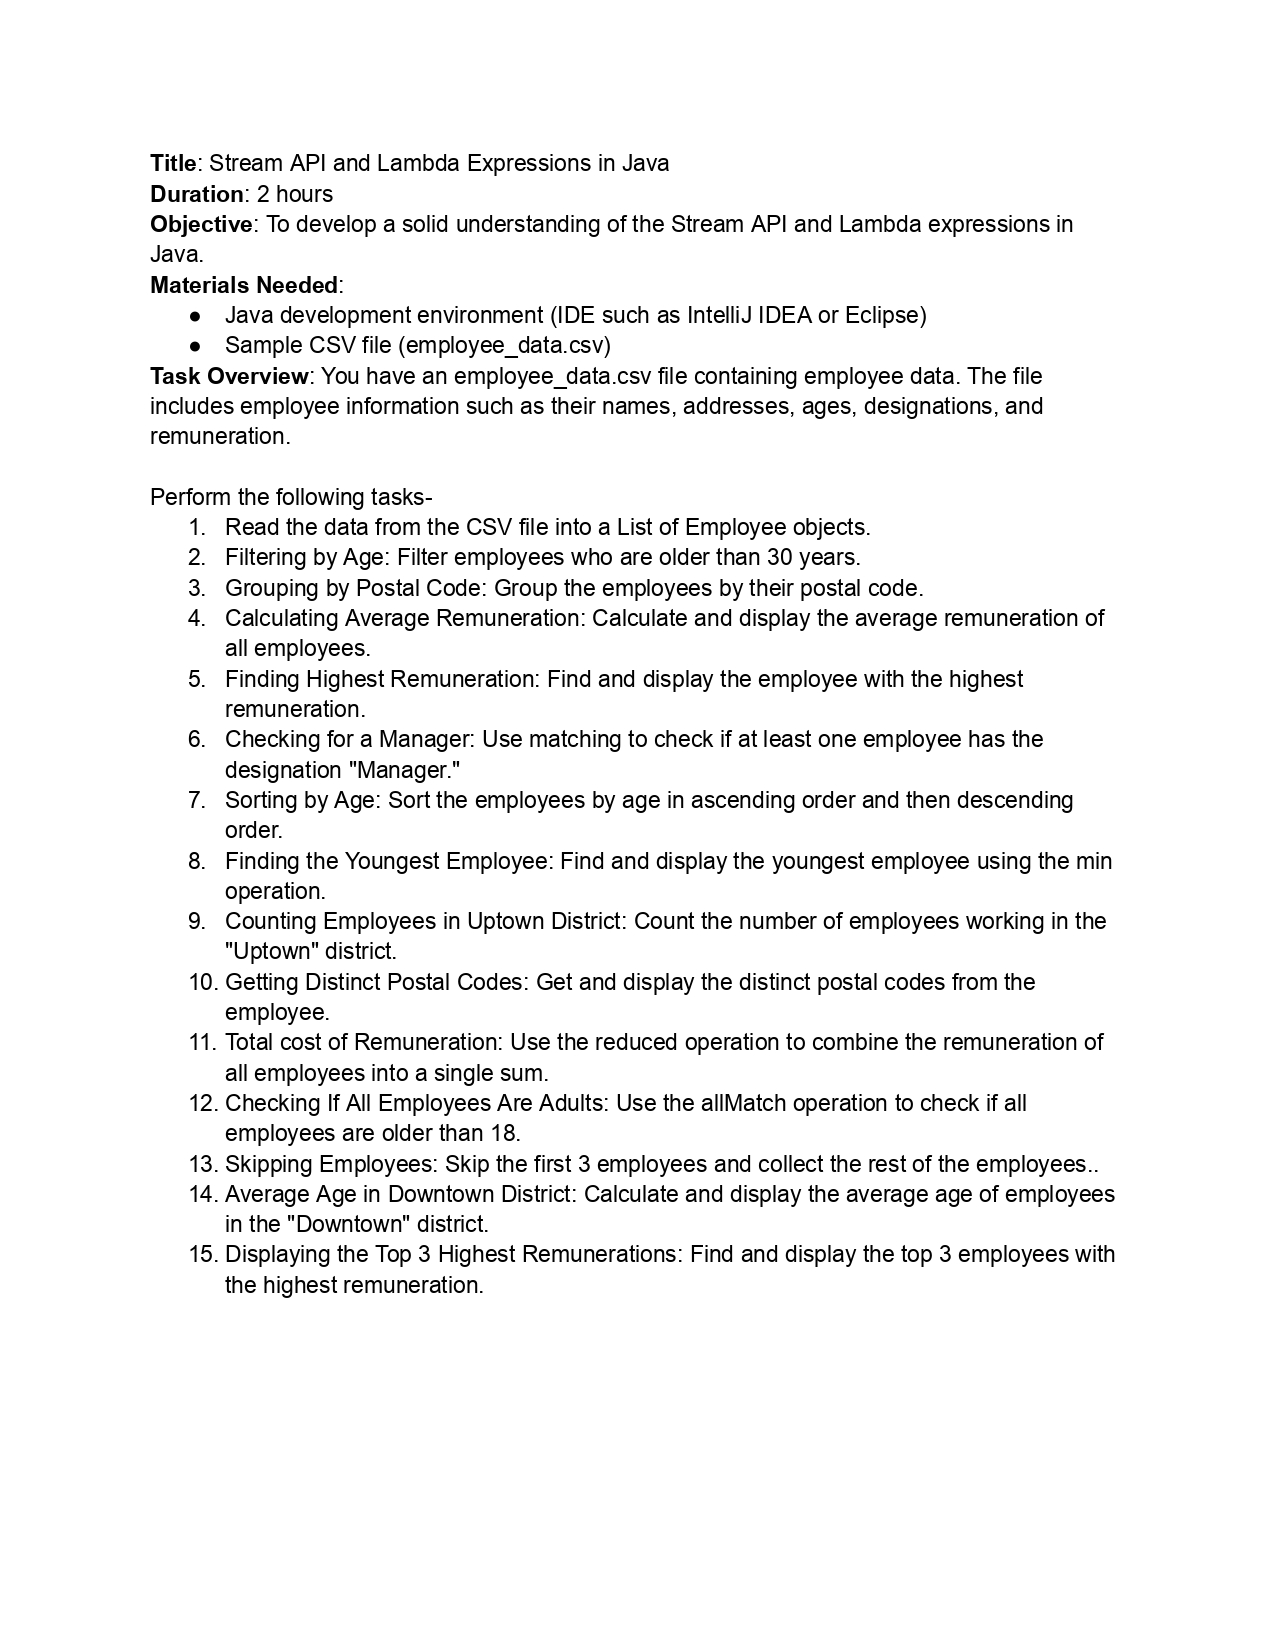 Title: Stream API and Lambda Expressions in Java
Duration: 2 hours
Objective: To develop a solid understanding of the Stream API and Lambda expressions in
Java.
Materials Needed:
● Java development environment (IDE such as IntelliJ IDEA or Eclipse)
● Sample CSV file (employee_data.csv)
Task Overview: You have an employee_data.csv file containing employee data. The file
includes employee information such as their names, addresses, ages, designations, and
remuneration.
Perform the following tasks-
1. Read the data from the CSV file into a List of Employee objects.
2. Filtering by Age: Filter employees who are older than 30 years.
3. Grouping by Postal Code: Group the employees by their postal code.
4. Calculating Average Remuneration: Calculate and display the average remuneration of
all employees.
5. Finding Highest Remuneration: Find and display the employee with the highest
remuneration.
6. Checking for a Manager: Use matching to check if at least one employee has the
designation "Manager."
7. Sorting by Age: Sort the employees by age in ascending order and then descending
order.
8. Finding the Youngest Employee: Find and display the youngest employee using the min
operation.
9. Counting Employees in Uptown District: Count the number of employees working in the
"Uptown" district.
10. Getting Distinct Postal Codes: Get and display the distinct postal codes from the
employee.
11. Total cost of Remuneration: Use the reduced operation to combine the remuneration of
all employees into a single sum.
12. Checking If All Employees Are Adults: Use the allMatch operation to check if all
employees are older than 18.
13. Skipping Employees: Skip the first 3 employees and collect the rest of the employees..
14. Average Age in Downtown District: Calculate and display the average age of employees
in the "Downtown" district.
15. Displaying the Top 3 Highest Remunerations: Find and display the top 3 employees with
the highest remuneration.